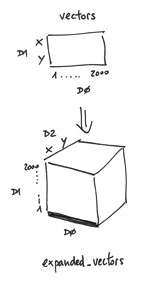 vectors
X
D1
Y
1 ..... 2000
DØ
D2
X Y
2000
D1
1
DØ
expanded_vectors